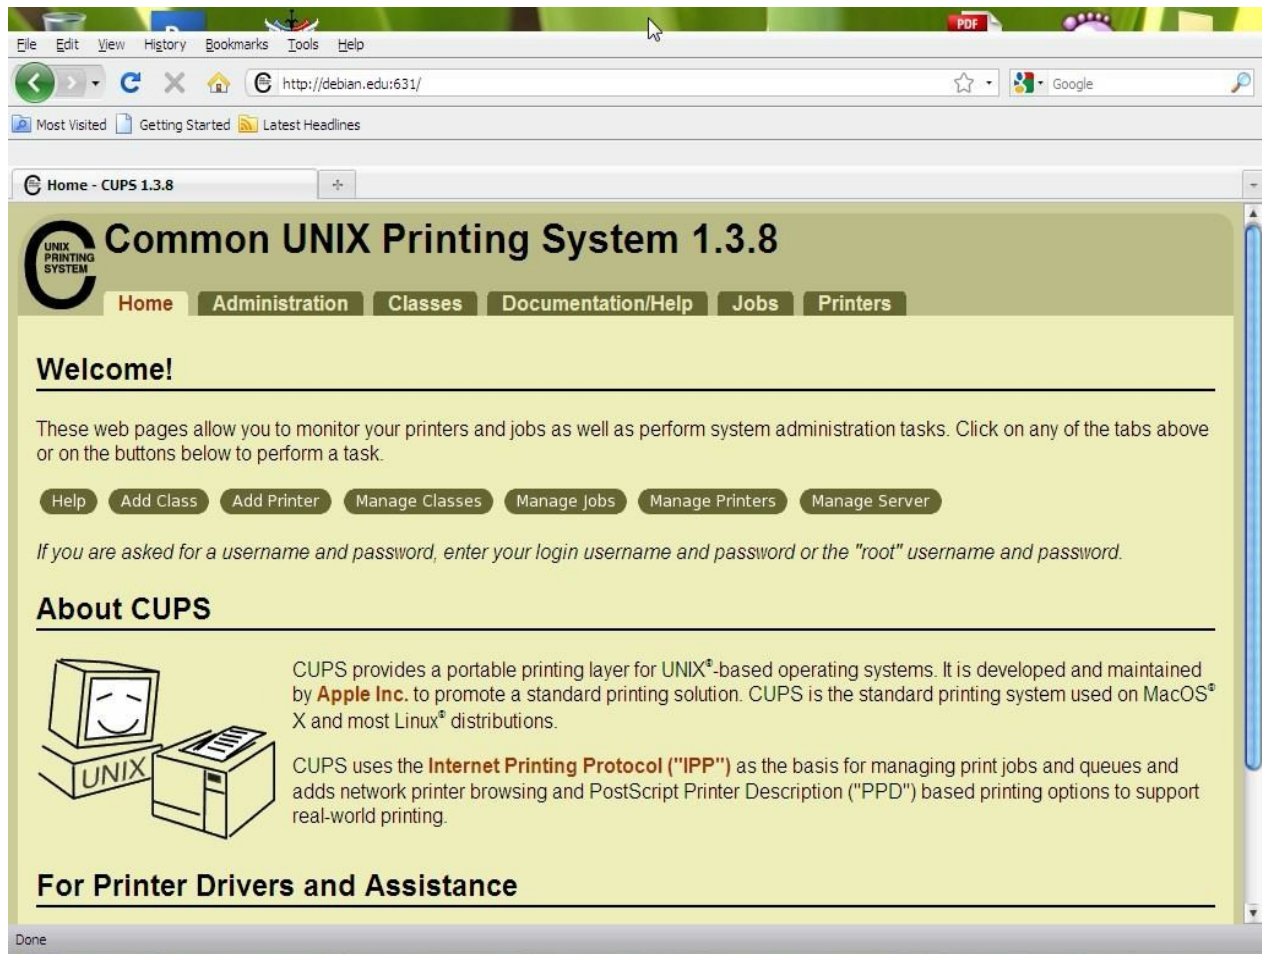 PDF
File Edit View History Bookmarks Tools Help
http://debian.edu:631/ Google
Most Visited Getting Started Latest Headlines
Home - CUPS 1.3.8
UNIX
PRINTING
SYSTEM
Common UNIX Printing System 1.3.8
Home Administration Classes Documentation/Help Jobs Printers
Welcome!
These web pages allow you to monitor your printers and jobs as well as perform system administration tasks. Click on any of the tabs above
or on the buttons below to perform a task.
Help Add Class Add Printer Manage Classes Manage Jobs Manage Printers Manage Server
If you are asked for a username and password, enter your login username and password or the "root" username and password.
About CUPS
CUPS provides a portable printing layer for UNIX®-based operating systems. It is developed and maintained
by Apple Inc. to promote a standard printing solution. CUPS is the standard printing system used on MacOS®
X and most Linux® distributions.
UNIX
CUPS uses the Internet Printing Protocol ("IPP") as the basis for managing print jobs and queues and
adds network printer browsing and PostScript Printer Description ("PPD") based printing options to support
real-world printing.
For Printer Drivers and Assistance
Done